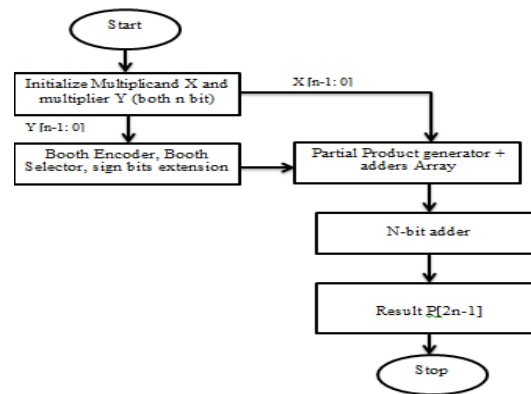 Start
Initialize Multiplicand X and
multiplier Y (both n bit)
X [n-1: 0]
Y [n-1: 0]
Booth Encoder, Booth
Selector, sign bits extension
Partial Product generator +
adders Array
N-bit adder
Result P[2n-1]
Stop